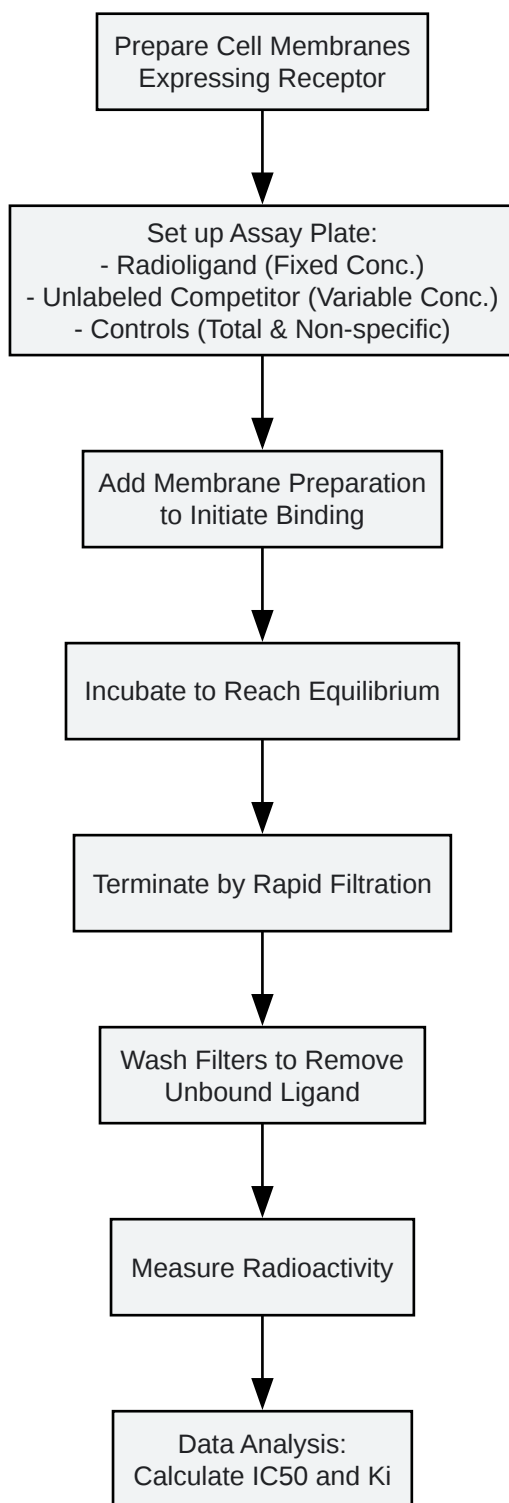 Prepare Cell Membranes
Expressing Receptor
Set up Assay Plate:
- Radioligand (Fixed Conc.)
- Unlabeled Competitor (Variable Conc.)
- Controls (Total & Non-specific)
Add Membrane Preparation
to Initiate Binding
Incubate to Reach Equilibrium
Terminate by Rapid Filtration
Wash Filters to Remove
Unbound Ligand
Measure Radioactivity
Data Analysis:
Calculate IC50 and Ki